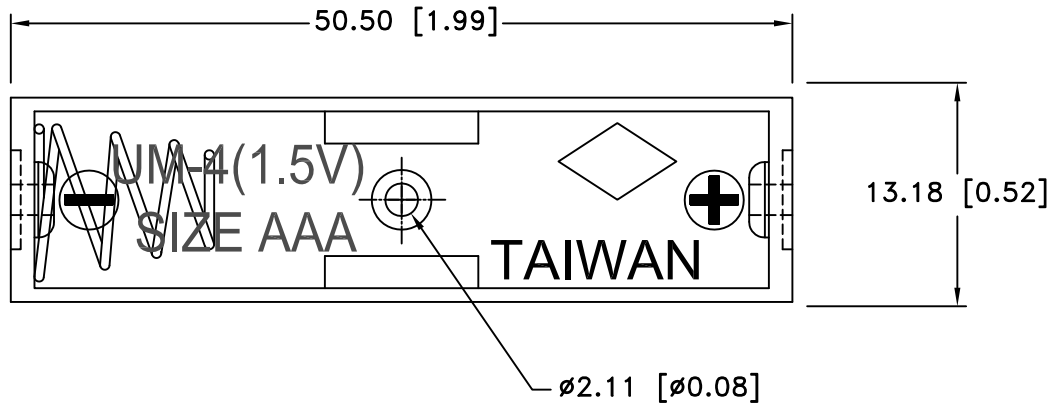 50.50 [1.99]
UM-4(1.5V)
SIZE AAA
TAIWAN
13.18 [0.52]
ø2.11 [ø0.08]